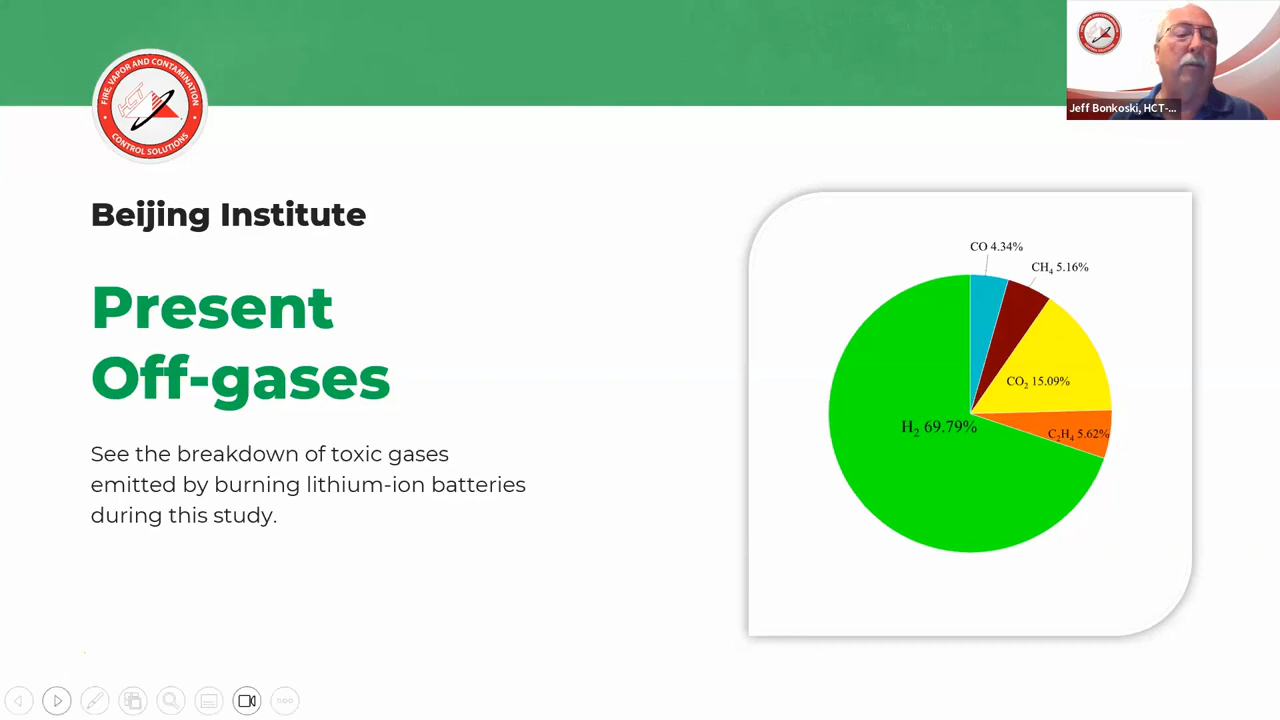 FIRE, VAPOR AND CONTAMINATION
HCT
CONTROL SOLUTIONS
Jeff Bonkoski, HCT-...
Beijing Institute
Present
Off-gases
See the breakdown of toxic gases
emitted by burning lithium-ion batteries
during this study.
CO 4.34%
CH₄ 5.16%
CO₂ 15.09%
H₂ 69.79%
C₂H₄ 5.62%